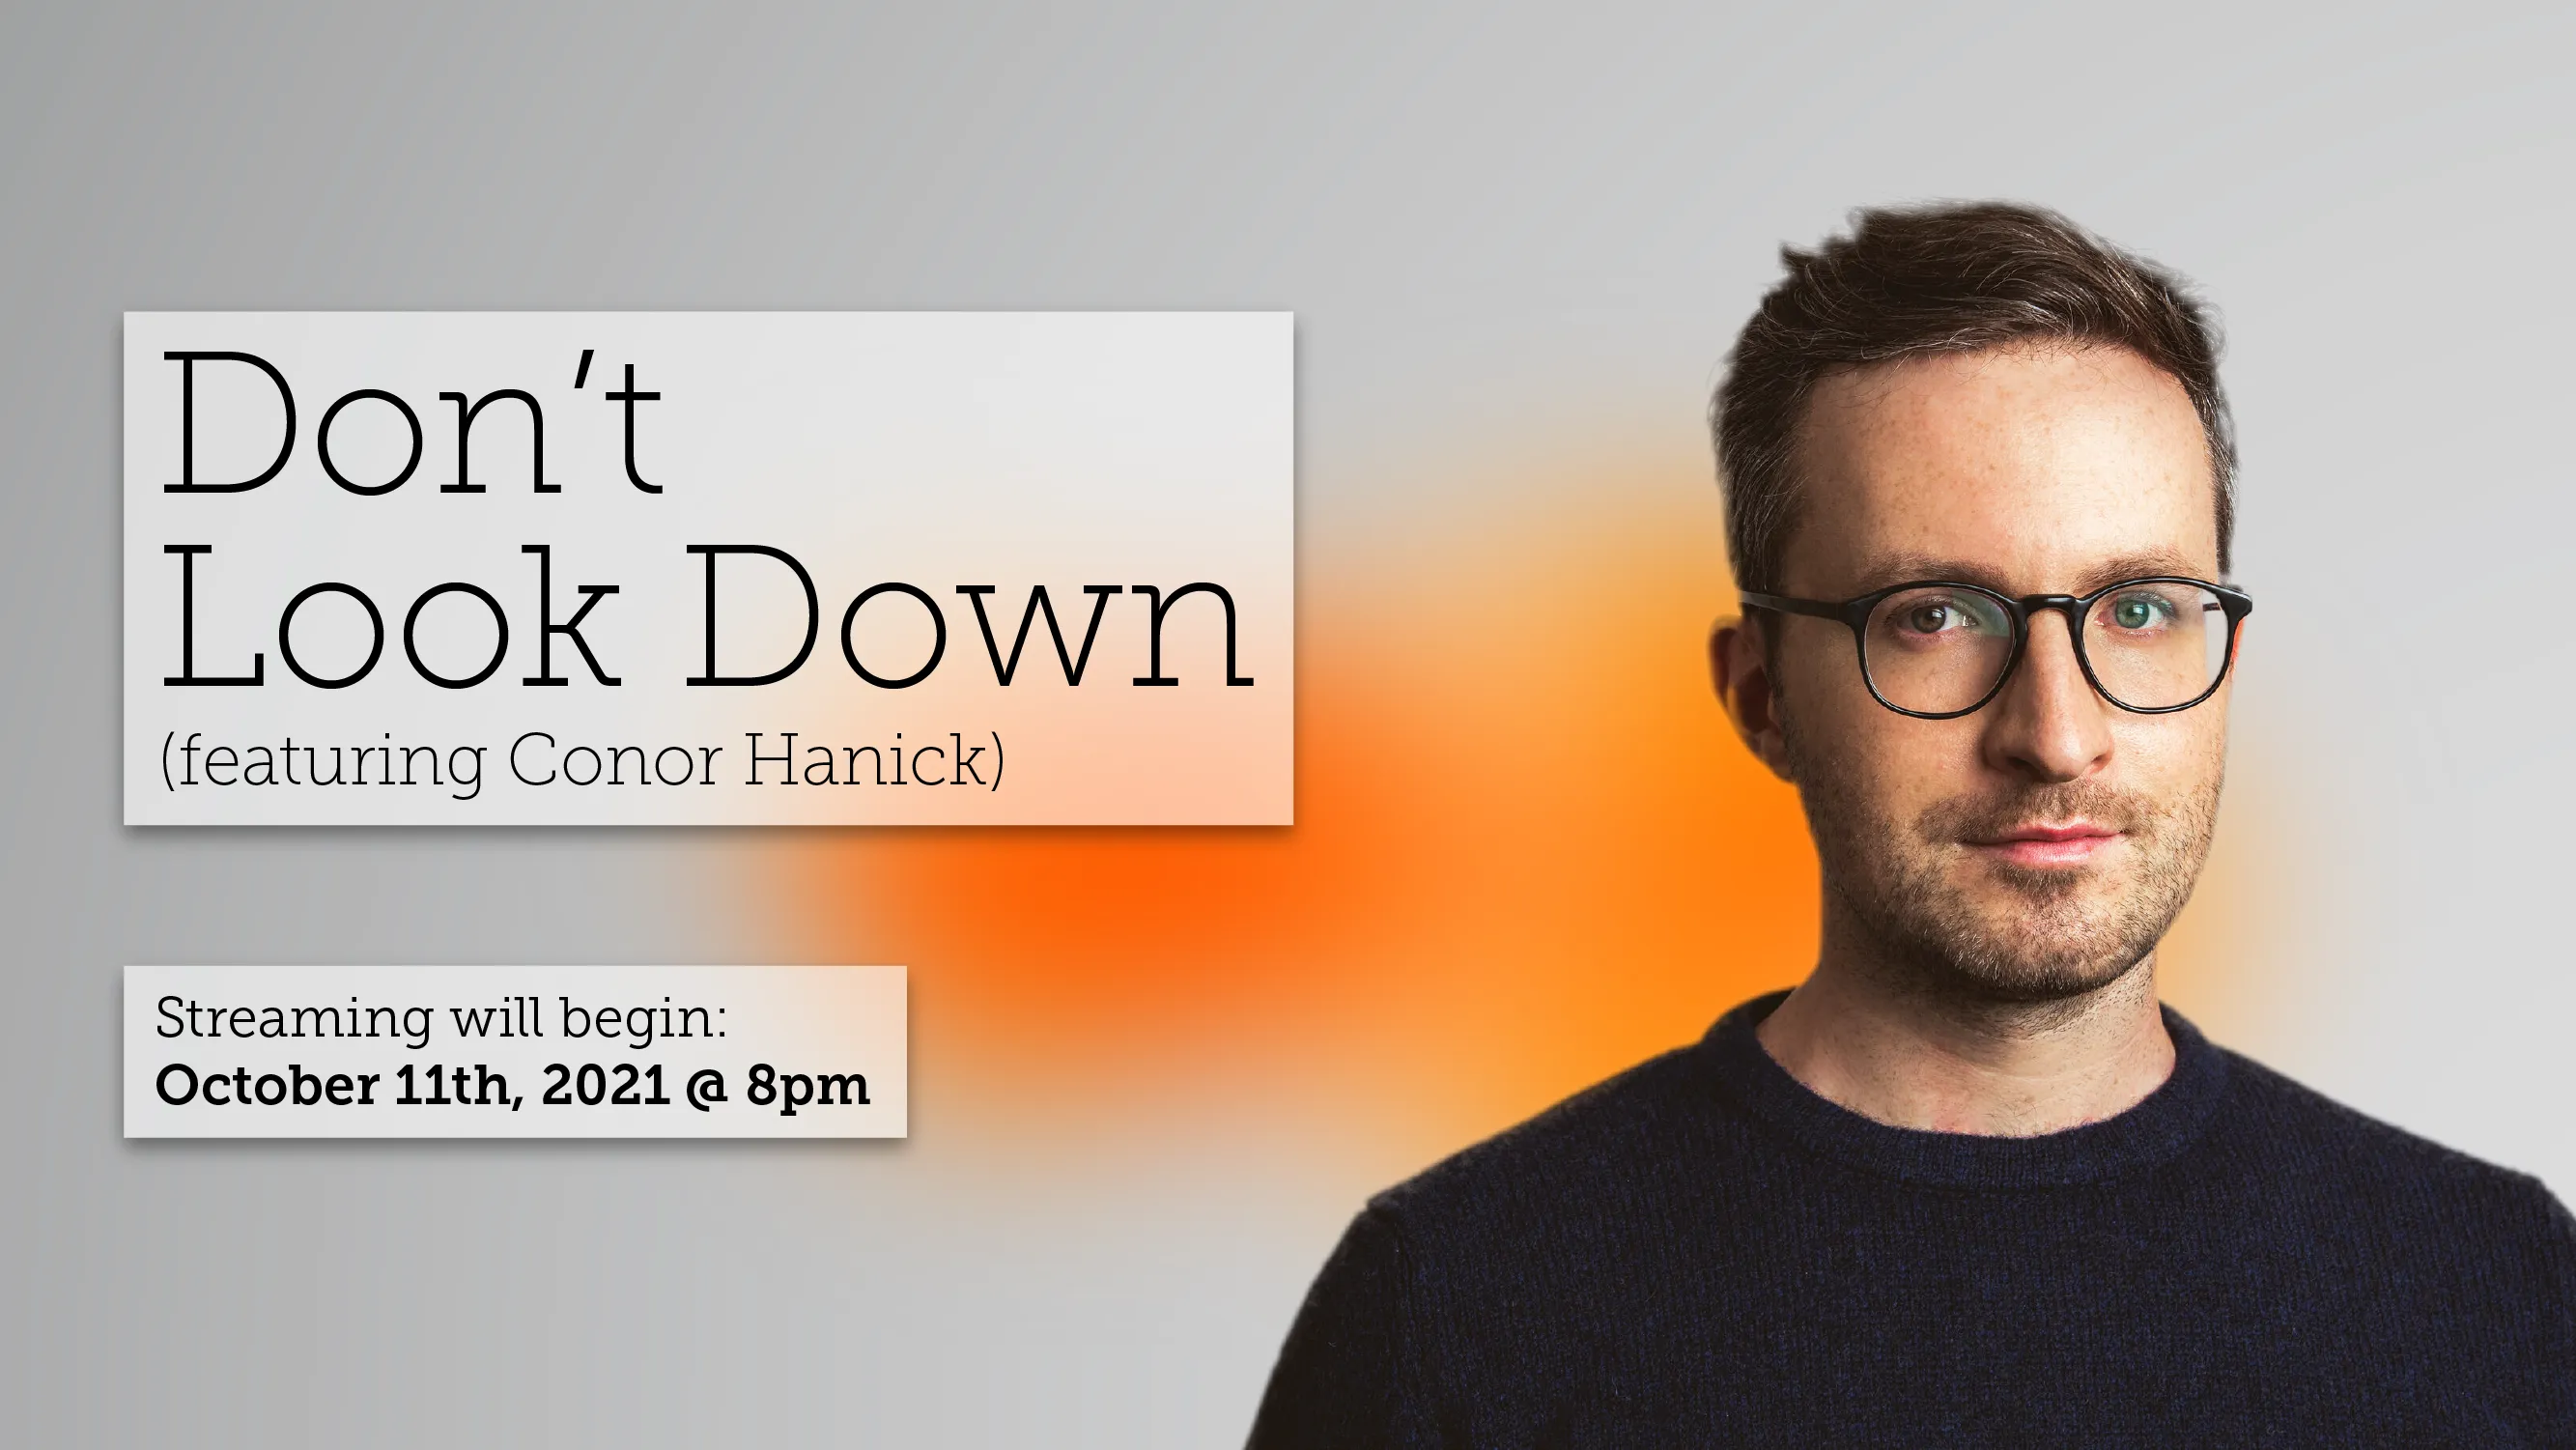 Don’t
Look Down
(featuring Conor Hanick)
Streaming will begin:
October 11th, 2021 @ 8pm